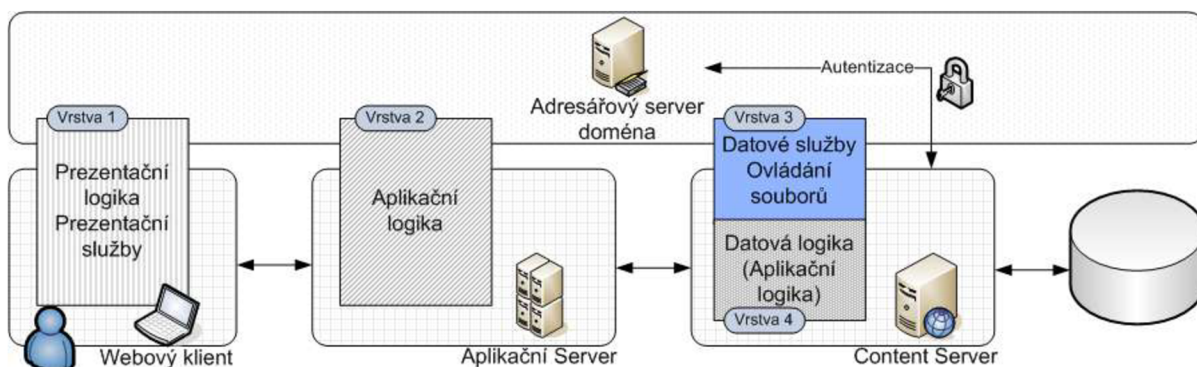 Autentizace
Adresářový server
doména
Vrstva 1
Prezentační
logika
Prezentační
služby
Webový klient
Vrstva 2
Aplikační
logika
Aplikační Server
Vrstva 3
Datové služby
Ovládání
souborů
Datová logika
(Aplikační
logika)
Vrstva 4
Content Server